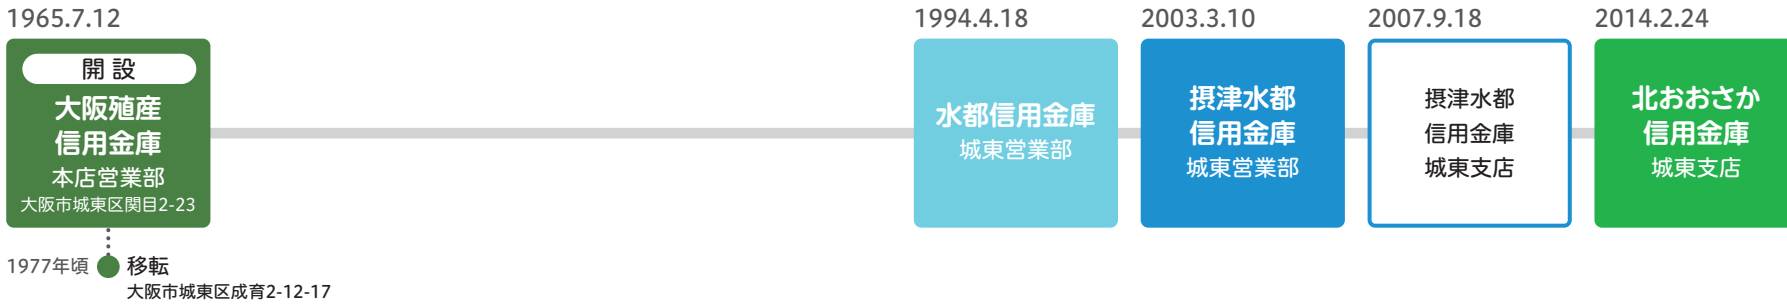 1965.7.12
開設
大阪殖産
信用金庫
本店営業部
大阪市城東区関目2-23
1977年頃
移転
大阪市城東区成育2-12-17
1994.4.18
水都信用金庫
城東営業部
2003.3.10
摂津水都
信用金庫
城東営業部
2007.9.18
摂津水都
信用金庫
城東支店
2014.2.24
北おおさか
信用金庫
城東支店